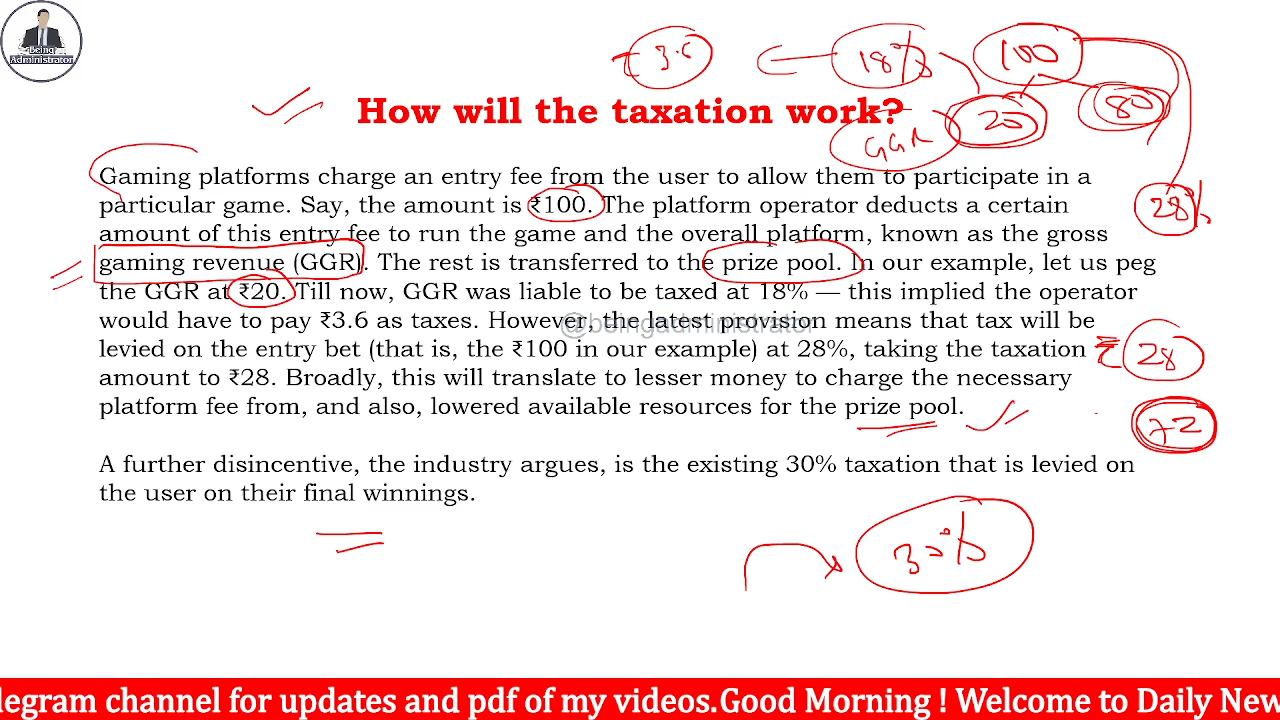 Being
Administrator
3.6
18%
100
20
80
GGR
28%
How will the taxation work?
Gaming platforms charge an entry fee from the user to allow them to participate in a
particular game. Say, the amount is ₹100. The platform operator deducts a certain
amount of this entry fee to run the game and the overall platform, known as the gross
gaming revenue (GGR). The rest is transferred to the prize pool. In our example, let us peg
the GGR at ₹20. Till now, GGR was liable to be taxed at 18% — this implied the operator
would have to pay ₹3.6 as taxes. However, the latest provision means that tax will be
@beingadministrator
levied on the entry bet (that is, the ₹100 in our example) at 28%, taking the taxation
amount to ₹28. Broadly, this will translate to lesser money to charge the necessary
platform fee from, and also, lowered available resources for the prize pool.
₹ 28
72
A further disincentive, the industry argues, is the existing 30% taxation that is levied on
the user on their final winnings.
30%
legram channel for updates and pdf of my videos.Good Morning ! Welcome to Daily New